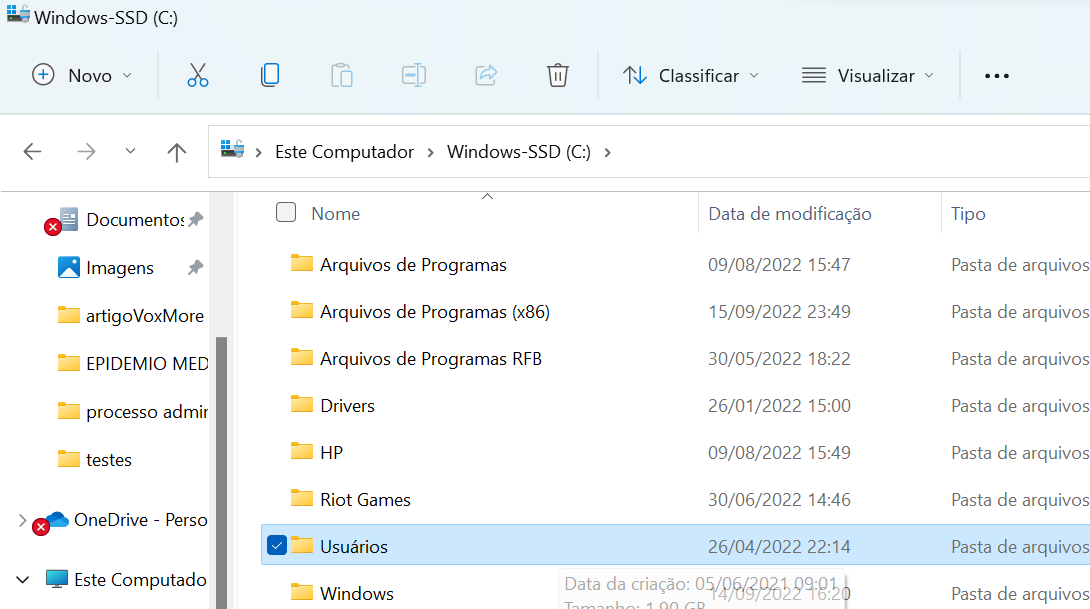 Windows-SSD (C:)
Novo
Classificar
Visualizar
Este Computador
Windows-SSD (C:)
Nome
Data de modificação
Tipo
Documentos
Imagens
artigoVoxMore
EPIDEMIO MED
processo admir
testes
OneDrive - Perso
Este Computado
Arquivos de Programas 09/08/2022 15:47 Pasta de arquivos
Arquivos de Programas (x86) 15/09/2022 23:49 Pasta de arquivos
Arquivos de Programas RFB 30/05/2022 18:22 Pasta de arquivos
Drivers 26/01/2022 15:00 Pasta de arquivos
HP 09/08/2022 15:49 Pasta de arquivos
Riot Games 30/06/2022 14:46 Pasta de arquivos
Usuários 26/04/2022 22:14 Pasta de arquivos
Windows 14/09/2022 16:20 Pasta de arquivos
Data da criação: 05/06/2021 09:01
Tamanho: 1,90 GB